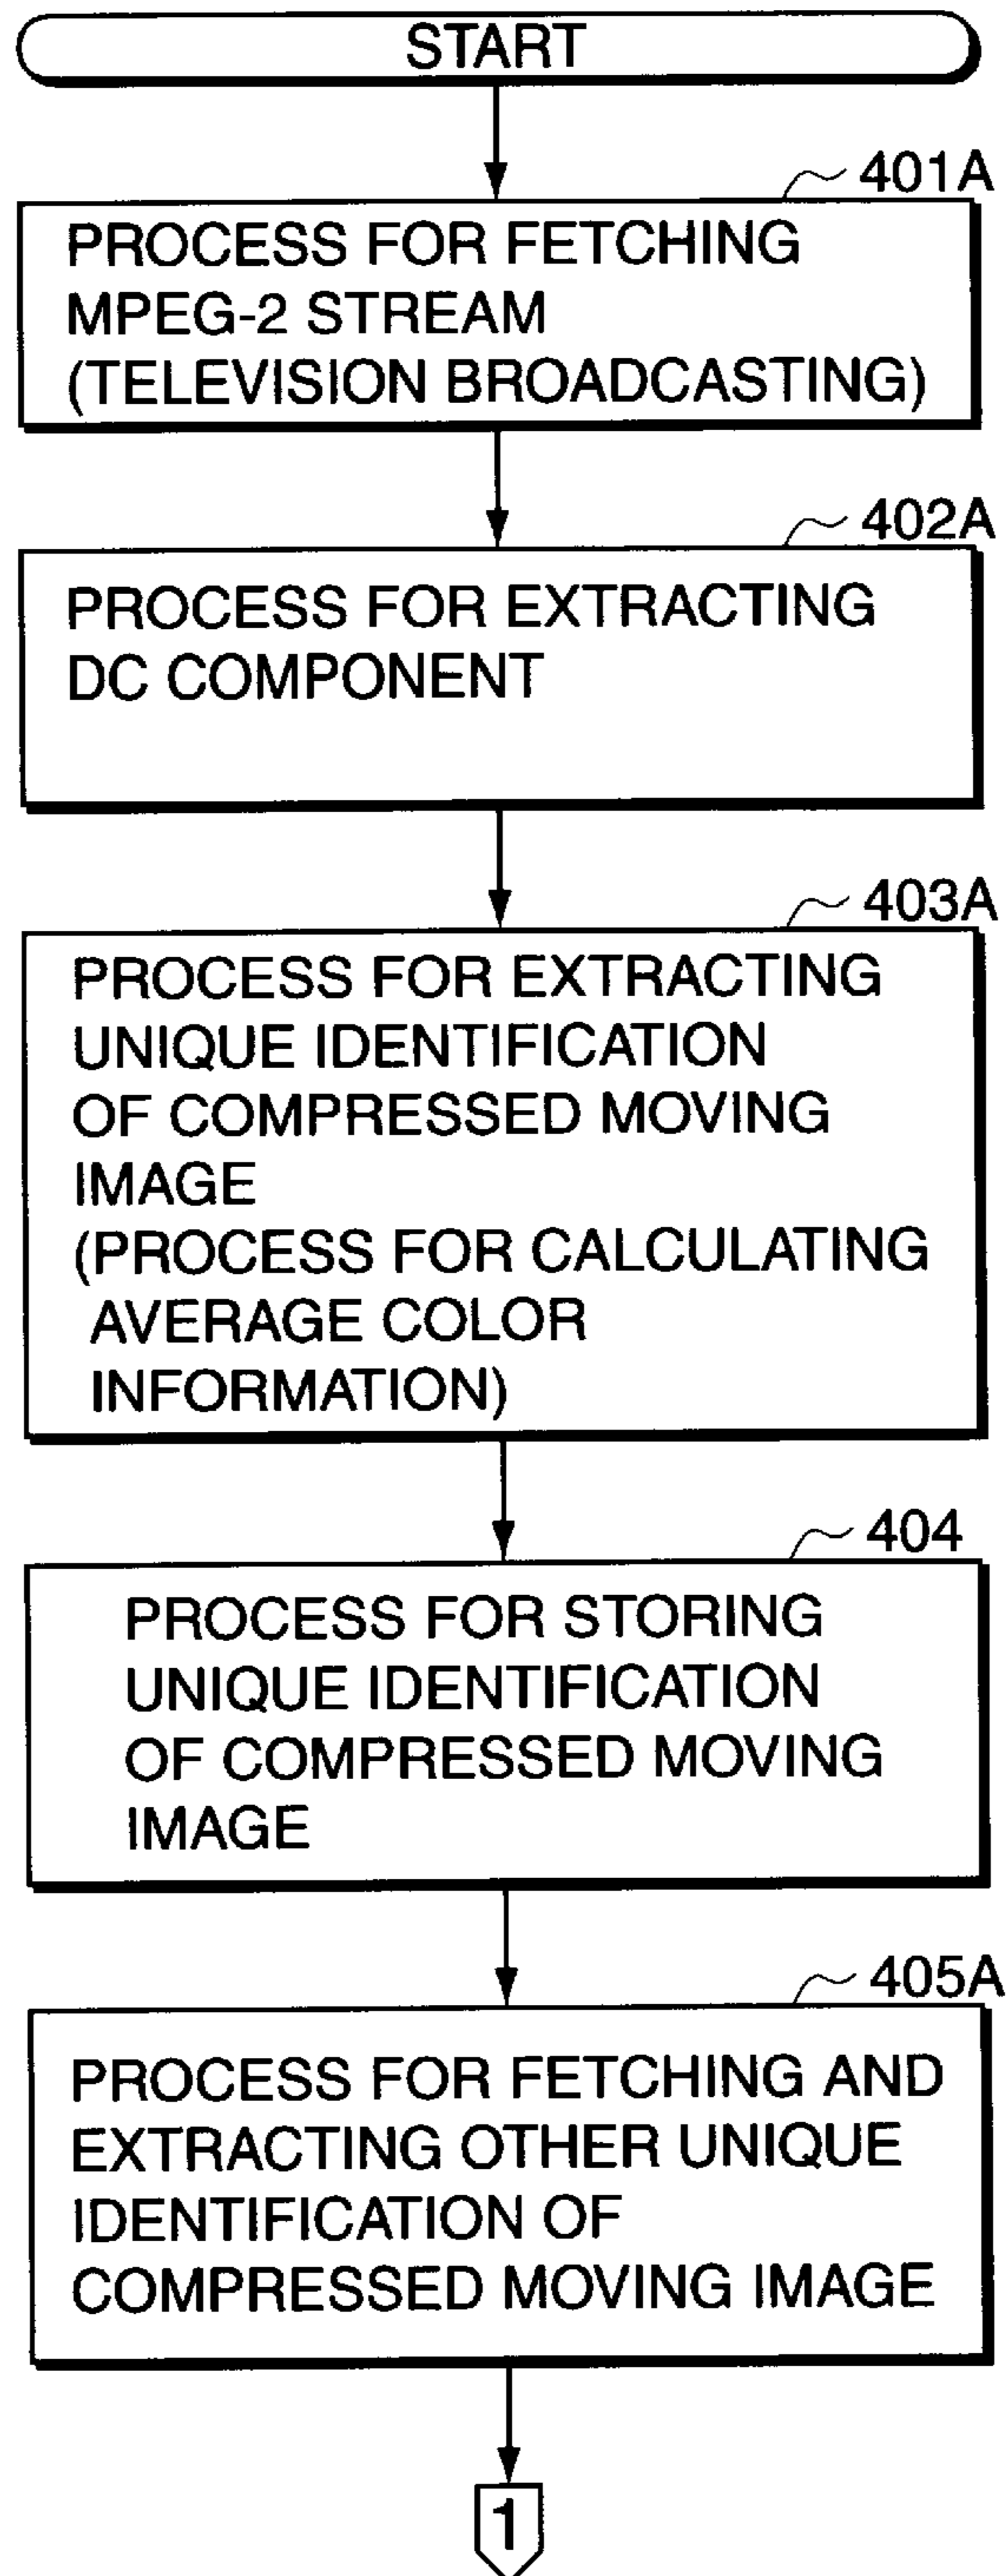 START
401A
PROCESS FOR FETCHING
MPEG-2 STREAM
(TELEVISION BROADCASTING)
402A
PROCESS FOR EXTRACTING
DC COMPONENT
403A
PROCESS FOR EXTRACTING
UNIQUE IDENTIFICATION
OF COMPRESSED MOVING
IMAGE
(PROCESS FOR CALCULATING
AVERAGE COLOR
INFORMATION)
404
PROCESS FOR STORING
UNIQUE IDENTIFICATION
OF COMPRESSED MOVING
IMAGE
405A
PROCESS FOR FETCHING AND
EXTRACTING OTHER UNIQUE
IDENTIFICATION OF
COMPRESSED MOVING IMAGE
1